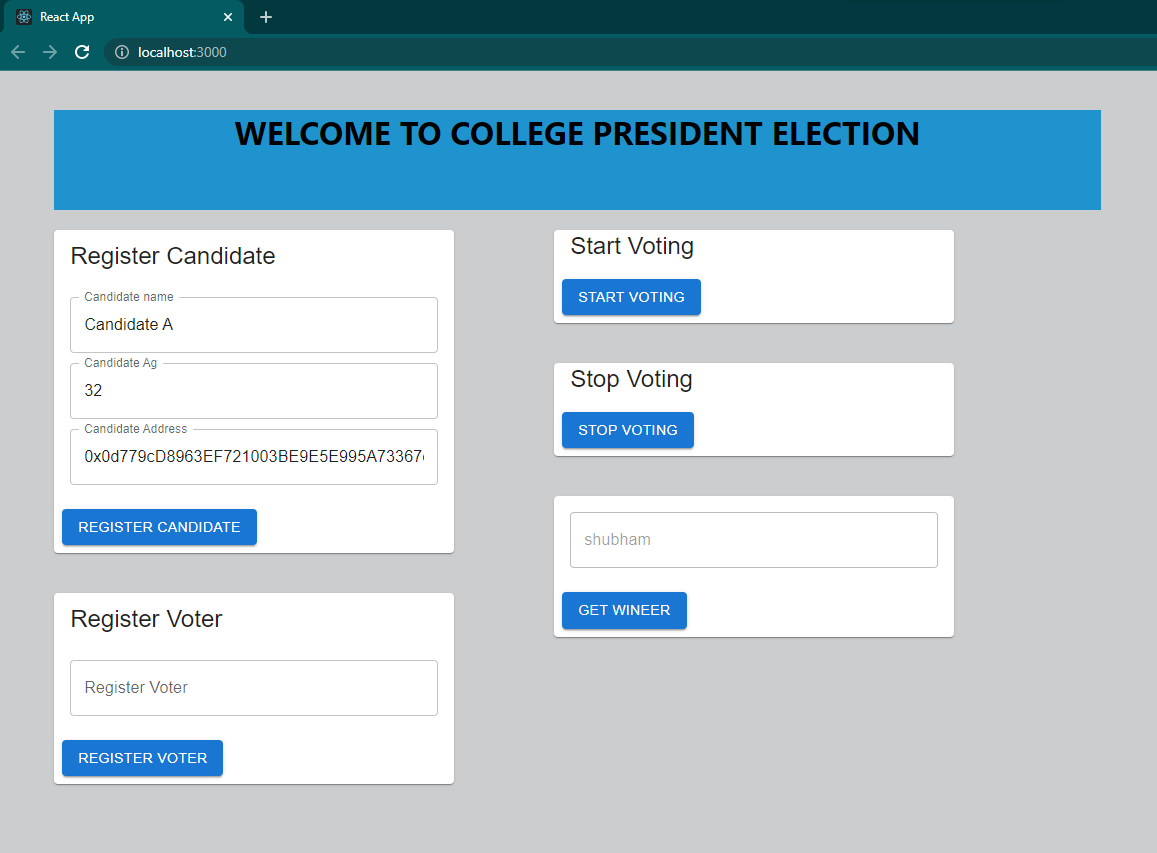 React App
localhost:3000
WELCOME TO COLLEGE PRESIDENT ELECTION
Register Candidate
Candidate name
Candidate A
Candidate Ag
32
Candidate Address
0x0d779cD8963EF721003BE9E5E995A73367
REGISTER CANDIDATE
Register Voter
Register Voter
REGISTER VOTER
Start Voting
START VOTING
Stop Voting
STOP VOTING
shubham
GET WINEER